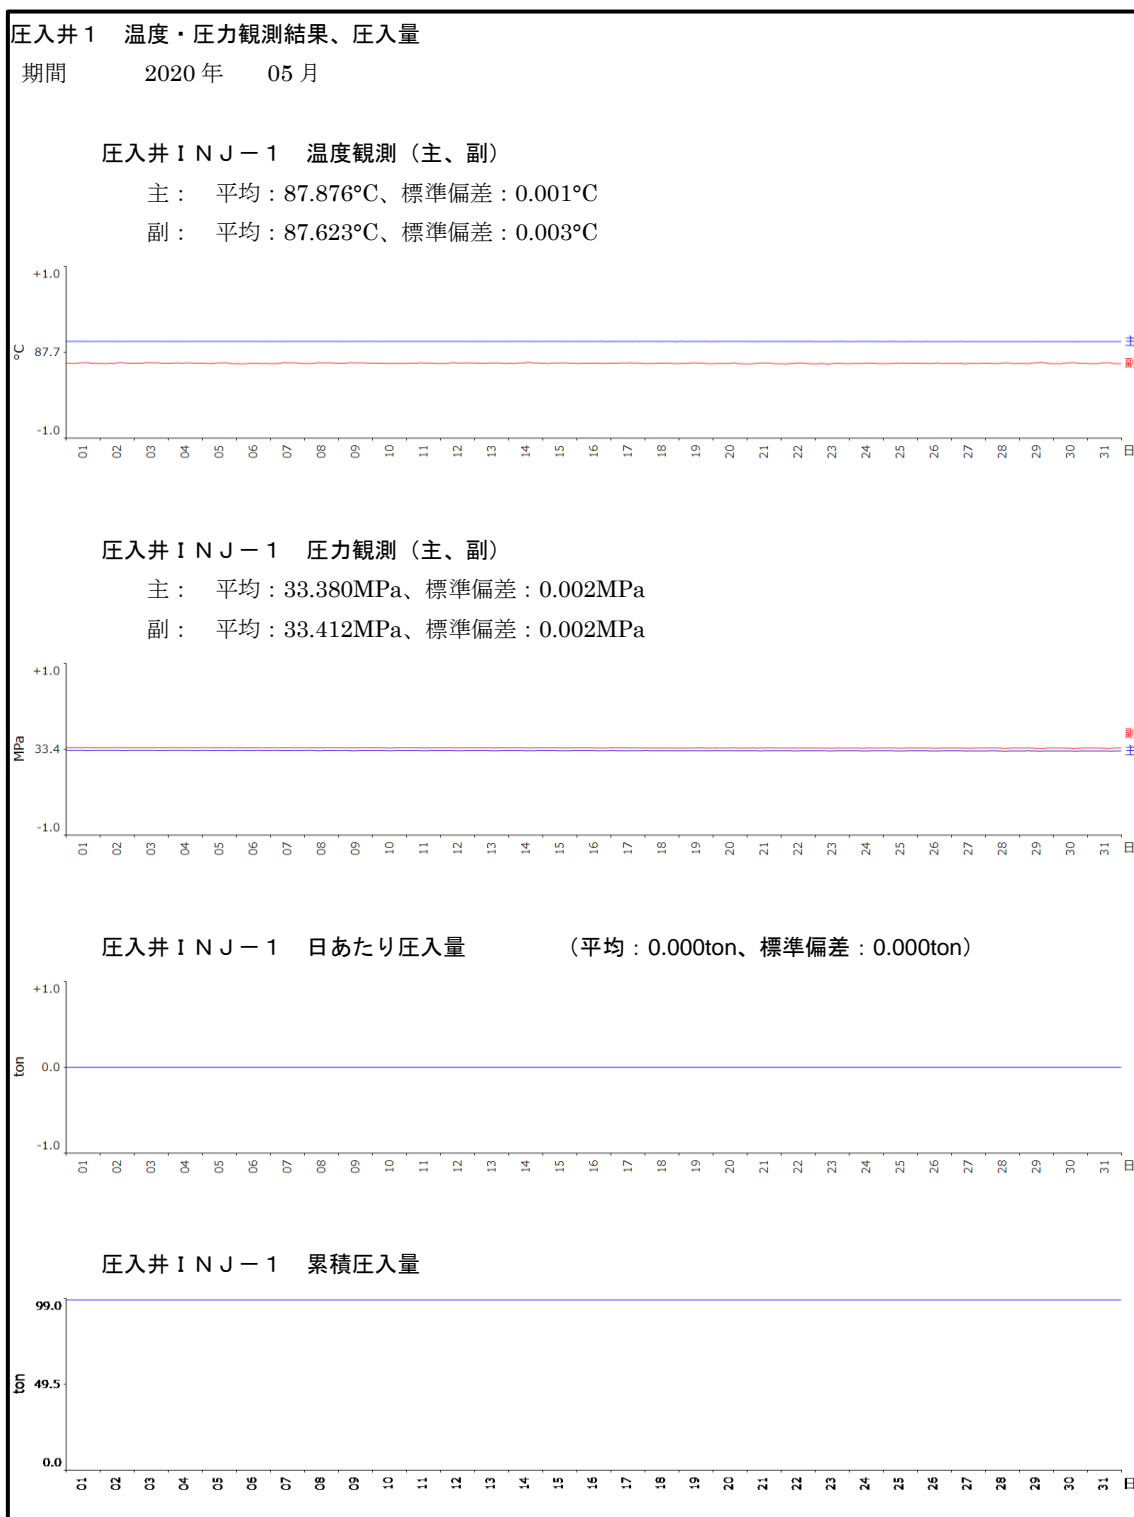 圧入井1　温度・圧力観測結果、圧入量
期間　2020年　05月
圧入井INJ-1　温度観測（主、副）
主：　平均：87.876°C、標準偏差：0.001°C
副：　平均：87.623°C、標準偏差：0.003°C
+1.0
主
°C 87.7
副
-1.0
01 02 03 04 05 06 07 08 09 10 11 12 13 14 15 16 17 18 19 20 21 22 23 24 25 26 27 28 29 30 31 日
圧入井INJ-1　圧力観測（主、副）
主：　平均：33.380MPa、標準偏差：0.002MPa
副：　平均：33.412MPa、標準偏差：0.002MPa
+1.0
副
MPa 33.4 主
-1.0
01 02 03 04 05 06 07 08 09 10 11 12 13 14 15 16 17 18 19 20 21 22 23 24 25 26 27 28 29 30 31 日
圧入井INJ-1　日あたり圧入量　（平均：0.000ton、標準偏差：0.000ton）
+1.0
ton 0.0
-1.0
01 02 03 04 05 06 07 08 09 10 11 12 13 14 15 16 17 18 19 20 21 22 23 24 25 26 27 28 29 30 31 日
圧入井INJ-1　累積圧入量
99.0
ton 49.5
0.0
01 02 03 04 05 06 07 08 09 10 11 12 13 14 15 16 17 18 19 20 21 22 23 24 25 26 27 28 29 30 31 日